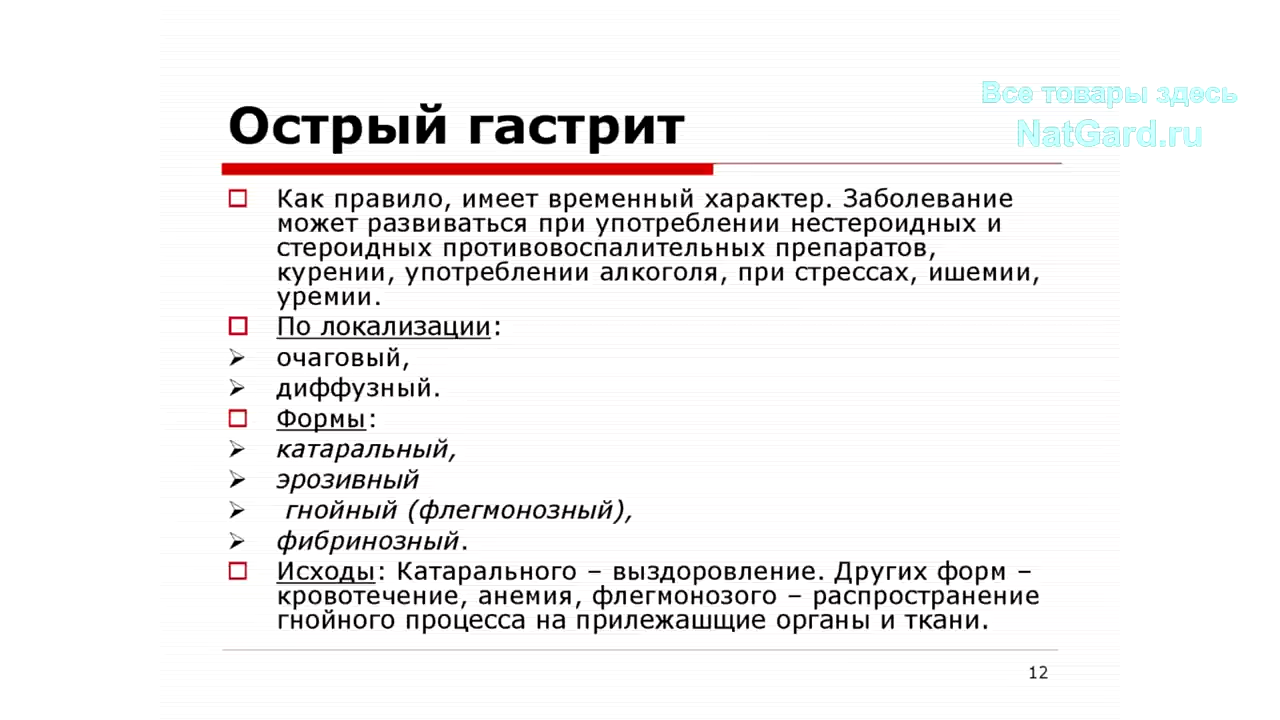 Все товары здесь
NatGard.ru
Острый гастрит
Как правило, имеет временный характер. Заболевание
может развиваться при употреблении нестероидных и
стероидных противовоспалительных препаратов,
курении, употреблении алкоголя, при стрессах, ишемии,
уремии.
По локализации:
очаговый,
диффузный.
Формы:
катаральный,
эрозивный
гнойный (флегмонозный),
фибринозный.
Исходы: Катарального – выздоровление. Других форм –
кровотечение, анемия, флегмонозого – распространение
гнойного процесса на прилежашщие органы и ткани.
12